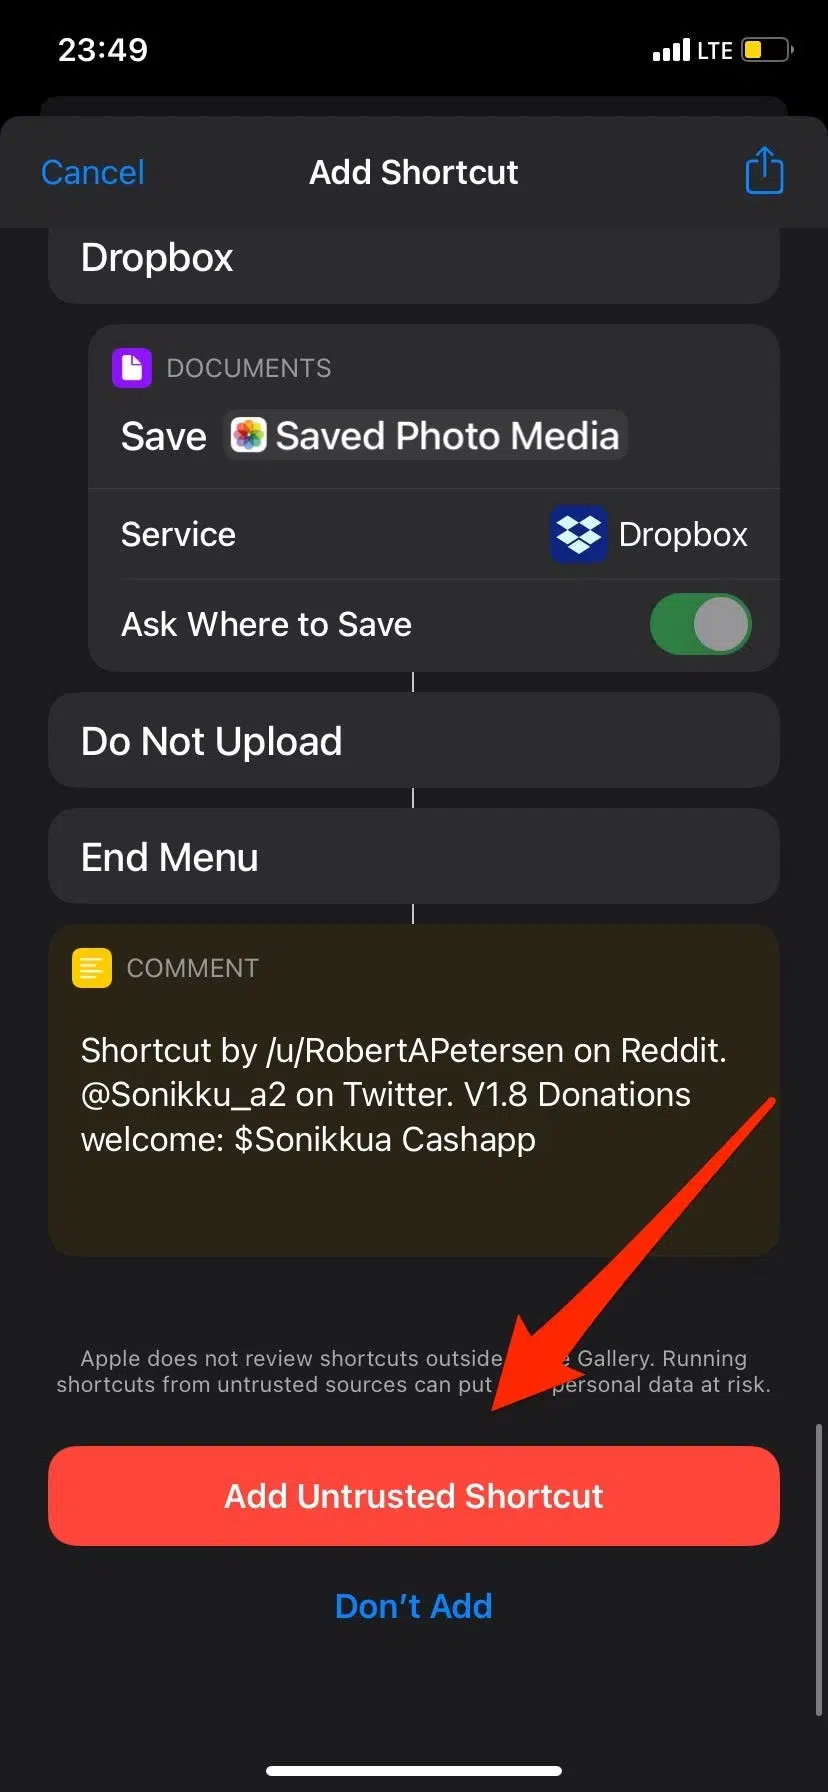 23:49
LTE
Cancel
Add Shortcut
Dropbox
DOCUMENTS
Save Saved Photo Media
Service
Dropbox
Ask Where to Save
Do Not Upload
End Menu
COMMENT
Shortcut by /u/RobertAPetersen on Reddit.
@Sonikku_a2 on Twitter. V1.8 Donations
welcome: $Sonikkua Cashapp
Apple does not review shortcuts outside Gallery. Running
shortcuts from untrusted sources can put personal data at risk.
Add Untrusted Shortcut
Don't Add